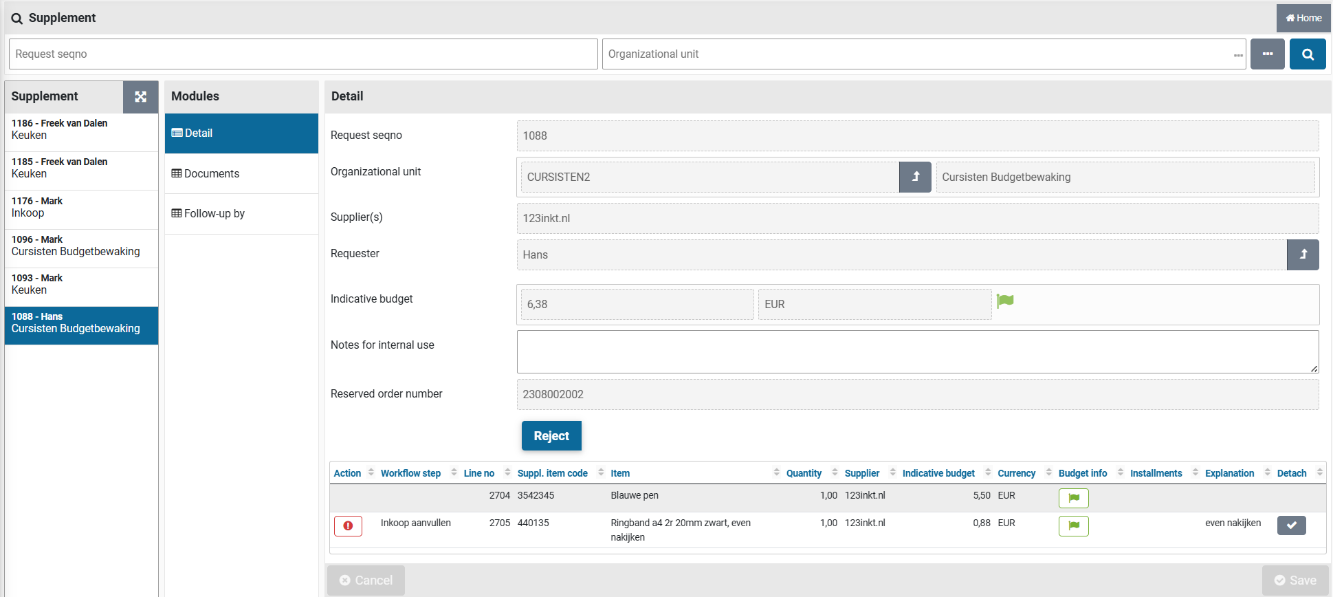 Supplement
Home
Request seqno
Organizational unit
Supplement
1186 - Freek van Dalen
Keuken
1185 - Freek van Dalen
Keuken
1176 - Mark
Inkoop
1096 - Mark
Cursisten Budgetbewaking
1093 - Mark
Keuken
1088 - Hans
Cursisten Budgetbewaking
Modules
Detail
Documents
Follow-up by
Detail
Request seqno 1088
Organizational unit CURSISTEN2 Cursisten Budgetbewaking
Supplier(s) 123inkt.nl
Requester Hans
Indicative budget 6,38 EUR
Notes for internal use
Reserved order number 2308002002
Reject
Action Workflow step Line no Suppl. item code Item Quantity Supplier Indicative budget Currency Budget info Installments Explanation Detach
2704 3542345 Blauwe pen 1,00 123inkt.nl 5,50 EUR
Inkoop aanvullen 2705 440135 Ringband a4 2r 20mm zwart, even 1,00 123inkt.nl 0,88 EUR even nakijken
nakijken
Cancel
Save